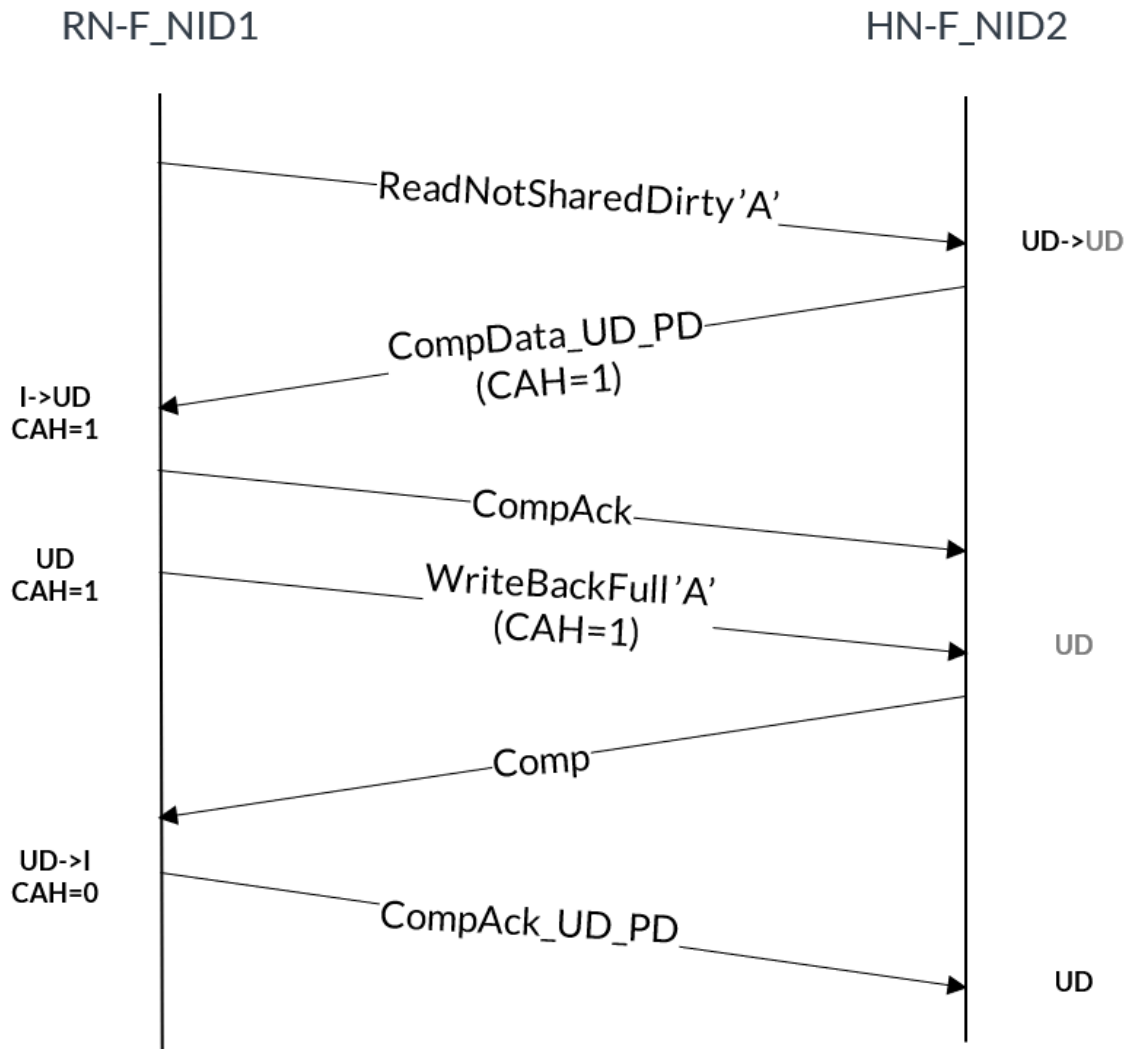 RN-F_NID1
HN-F_NID2
ReadNotSharedDirty 'A'
UD->UD
CompData_UD_PD
(CAH=1)
I->UD
CAH=1
CompAck
UD
CAH=1
WriteBackFull 'A'
(CAH=1)
UD
Comp
UD->I
CAH=0
CompAck_UD_PD
UD